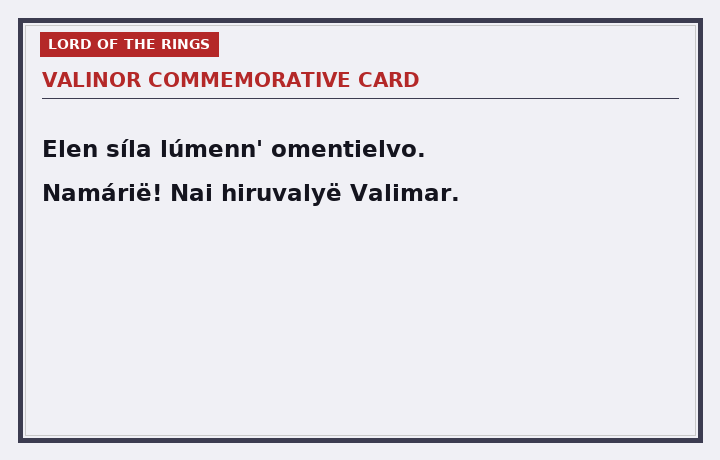 LORD OF THE RINGS
VALINOR COMMEMORATIVE CARD
Elen síla lúmenn' omentielvo.
Namárië! Nai hiruvalyë Valimar.